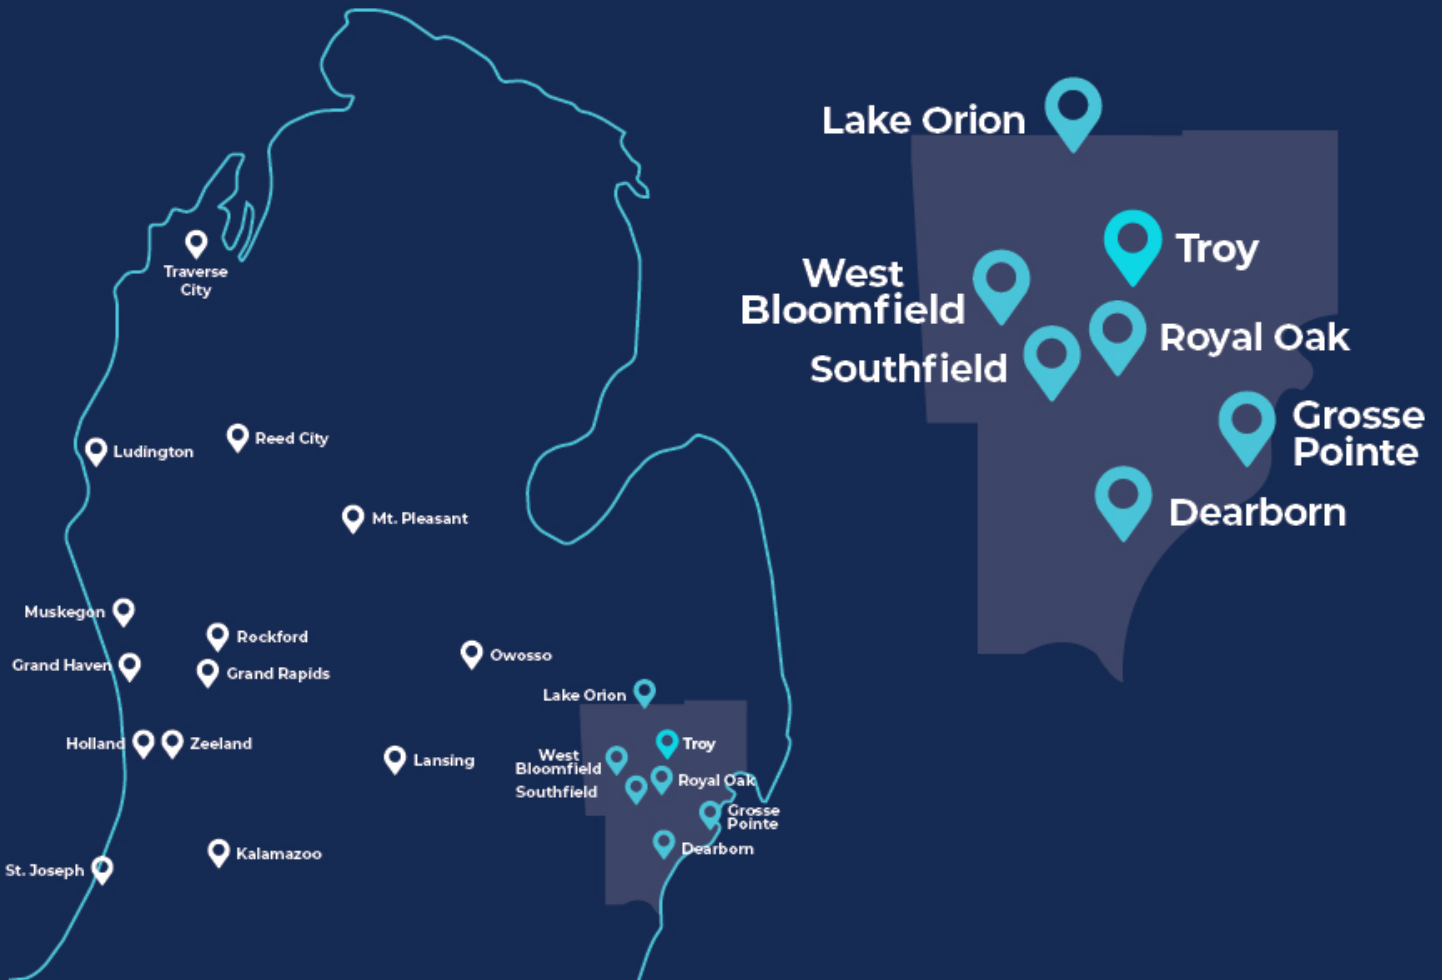 Traverse
City
Ludington
Reed City
Mt. Pleasant
Muskegon
Rockford
Grand Haven
Grand Rapids
Owosso
Holland
Zeeland
Lansing
St. Joseph
Kalamazoo
Lake Orion
Troy
West
Bloomfield
Royal Oak
Southfield
Grosse
Pointe
Dearborn
Lake Orion
Troy
West
Bloomfield
Royal Oak
Southfield
Grosse
Pointe
Dearborn